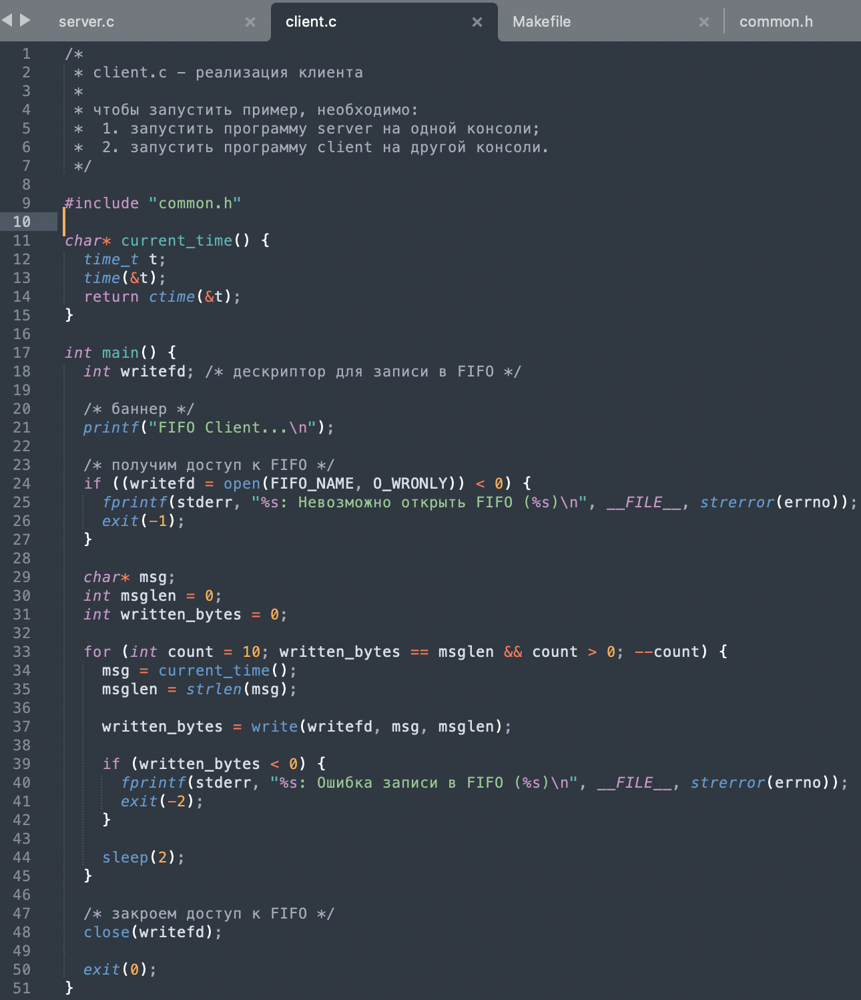 server.c × client.c × Makefile × common.h
1 /*
2  * client.c - реализация клиента
3  *
4  * чтобы запустить пример, необходимо:
5  *  1. запустить программу server на одной консоли;
6  *  2. запустить программу client на другой консоли.
7  */
8
9 #include "common.h"
10
11 char* current_time() {
12   time_t t;
13   time(&t);
14   return ctime(&t);
15 }
16
17 int main() {
18   int writefd; /* дескриптор для записи в FIFO */
19
20   /* баннер */
21   printf("FIFO Client...\n");
22
23   /* получим доступ к FIFO */
24   if ((writefd = open(FIFO_NAME, O_WRONLY)) < 0) {
25     fprintf(stderr, "%s: Невозможно открыть FIFO (%s)\n", __FILE__, strerror(errno));
26     exit(-1);
27   }
28
29   char* msg;
30   int msglen = 0;
31   int written_bytes = 0;
32
33   for (int count = 10; written_bytes == msglen && count > 0; --count) {
34     msg = current_time();
35     msglen = strlen(msg);
36
37     written_bytes = write(writefd, msg, msglen);
38
39     if (written_bytes < 0) {
40       fprintf(stderr, "%s: Ошибка записи в FIFO (%s)\n", __FILE__, strerror(errno));
41       exit(-2);
42     }
43
44     sleep(2);
45   }
46
47   /* закроем доступ к FIFO */
48   close(writefd);
49
50   exit(0);
51 }